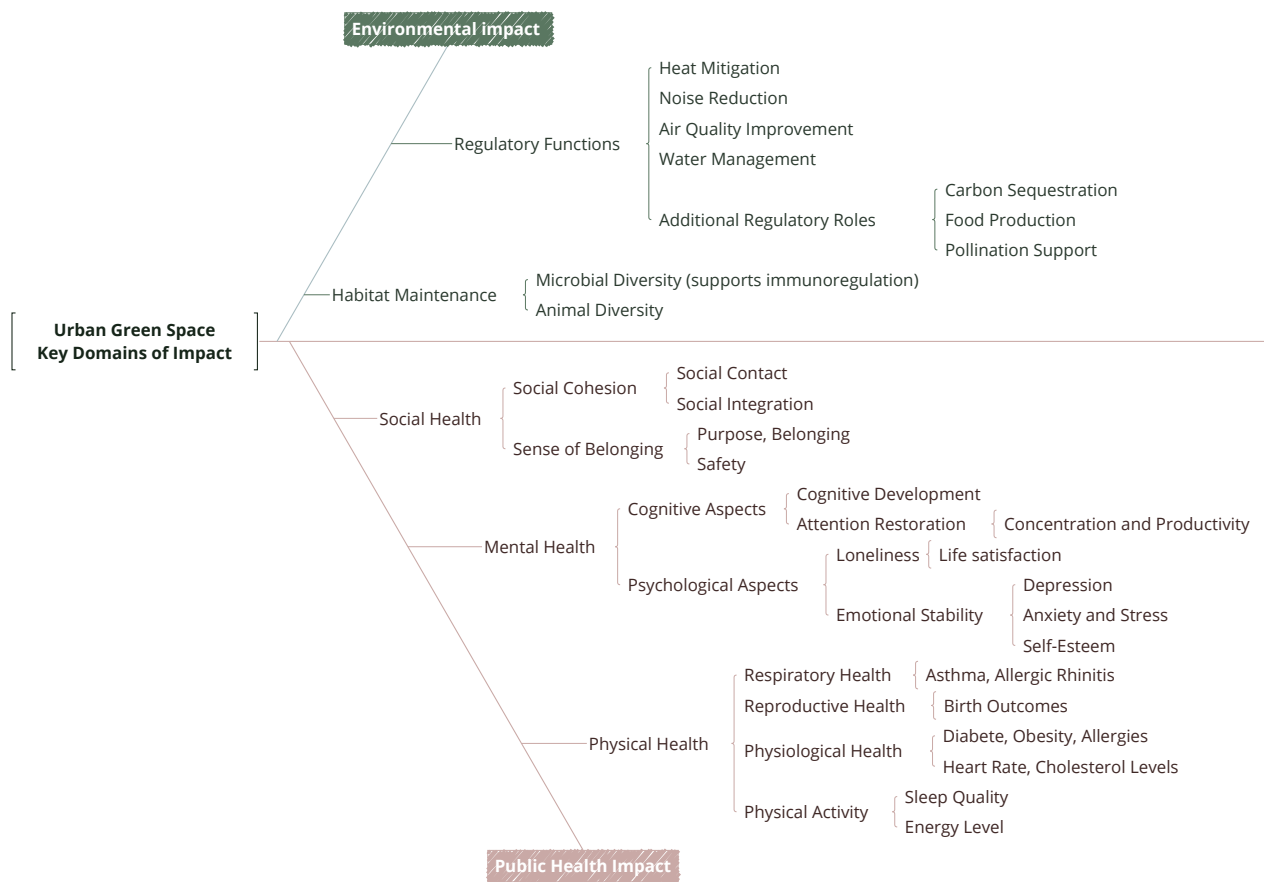 Environmental impact
Heat Mitigation
Noise Reduction
Air Quality Improvement
Regulatory Functions
Water Management
Carbon Sequestration
Additional Regulatory Roles
Food Production
Pollination Support
Microbial Diversity (supports immunoregulation)
Habitat Maintenance
Animal Diversity
Urban Green Space
Key Domains of Impact
Social Contact
Social Cohesion
Social Integration
Social Health
Purpose, Belonging
Sense of Belonging
Safety
Cognitive Development
Cognitive Aspects
Attention Restoration
Concentration and Productivity
Mental Health
Loneliness
Life satisfaction
Psychological Aspects
Depression
Emotional Stability
Anxiety and Stress
Self-Esteem
Respiratory Health
Asthma, Allergic Rhinitis
Reproductive Health
Birth Outcomes
Physical Health
Diabete, Obesity, Allergies
Physiological Health
Heart Rate, Cholesterol Levels
Sleep Quality
Physical Activity
Energy Level
Public Health Impact